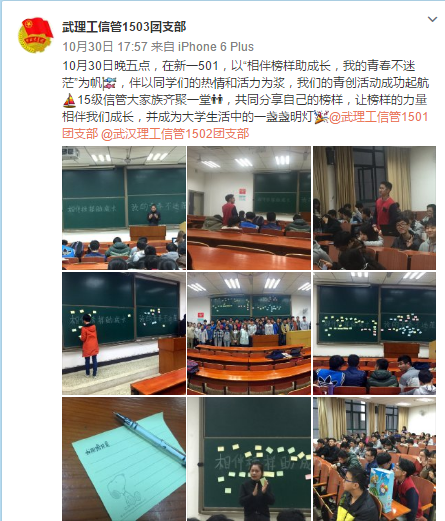 武理工信管1503团支部
10月30日 17:57 来自 iPhone 6 Plus
10月30日晚五点，在新一501，以“相伴榜样助成长，我的青春不迷
茫”为帆，伴以同学们的热情和活力为浆，我们的青创活动成功起航
15级信管大家族齐聚一堂，共同分享自己的榜样，让榜样的力量
相伴我们成长，并成为大学生活中的一盏盏明灯@武汉理工信管1501
团支部 @武汉理工信管1502团支部
相伴榜样助成